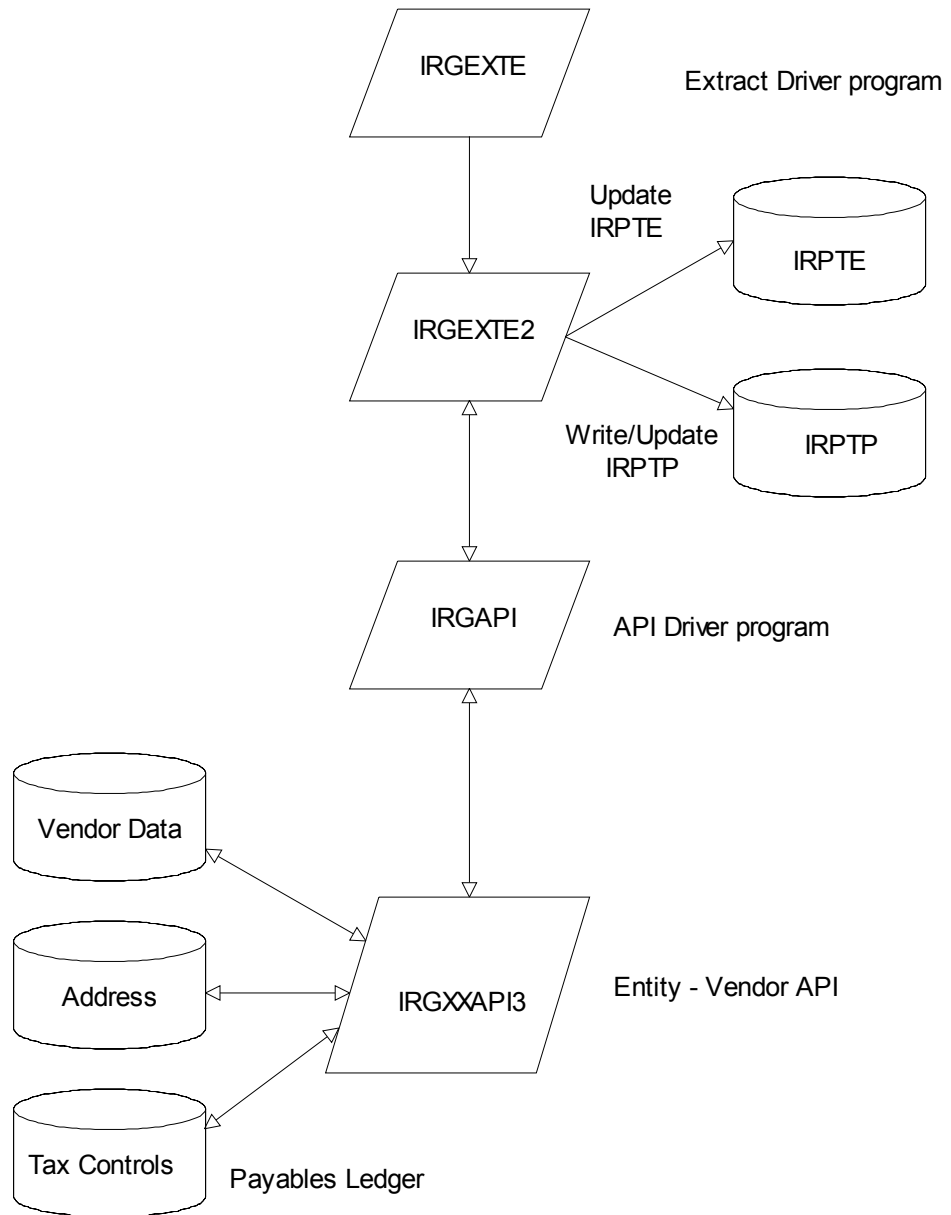 IRGEXTE
Extract Driver program
Update
IRPTE
IRPTE
IRGEXTE2
Write/Update
IRPTP
IRPTP
IRGAPI
API Driver program
Vendor Data
Address
IRGXXAPI3
Entity - Vendor API
Tax Controls
Payables Ledger